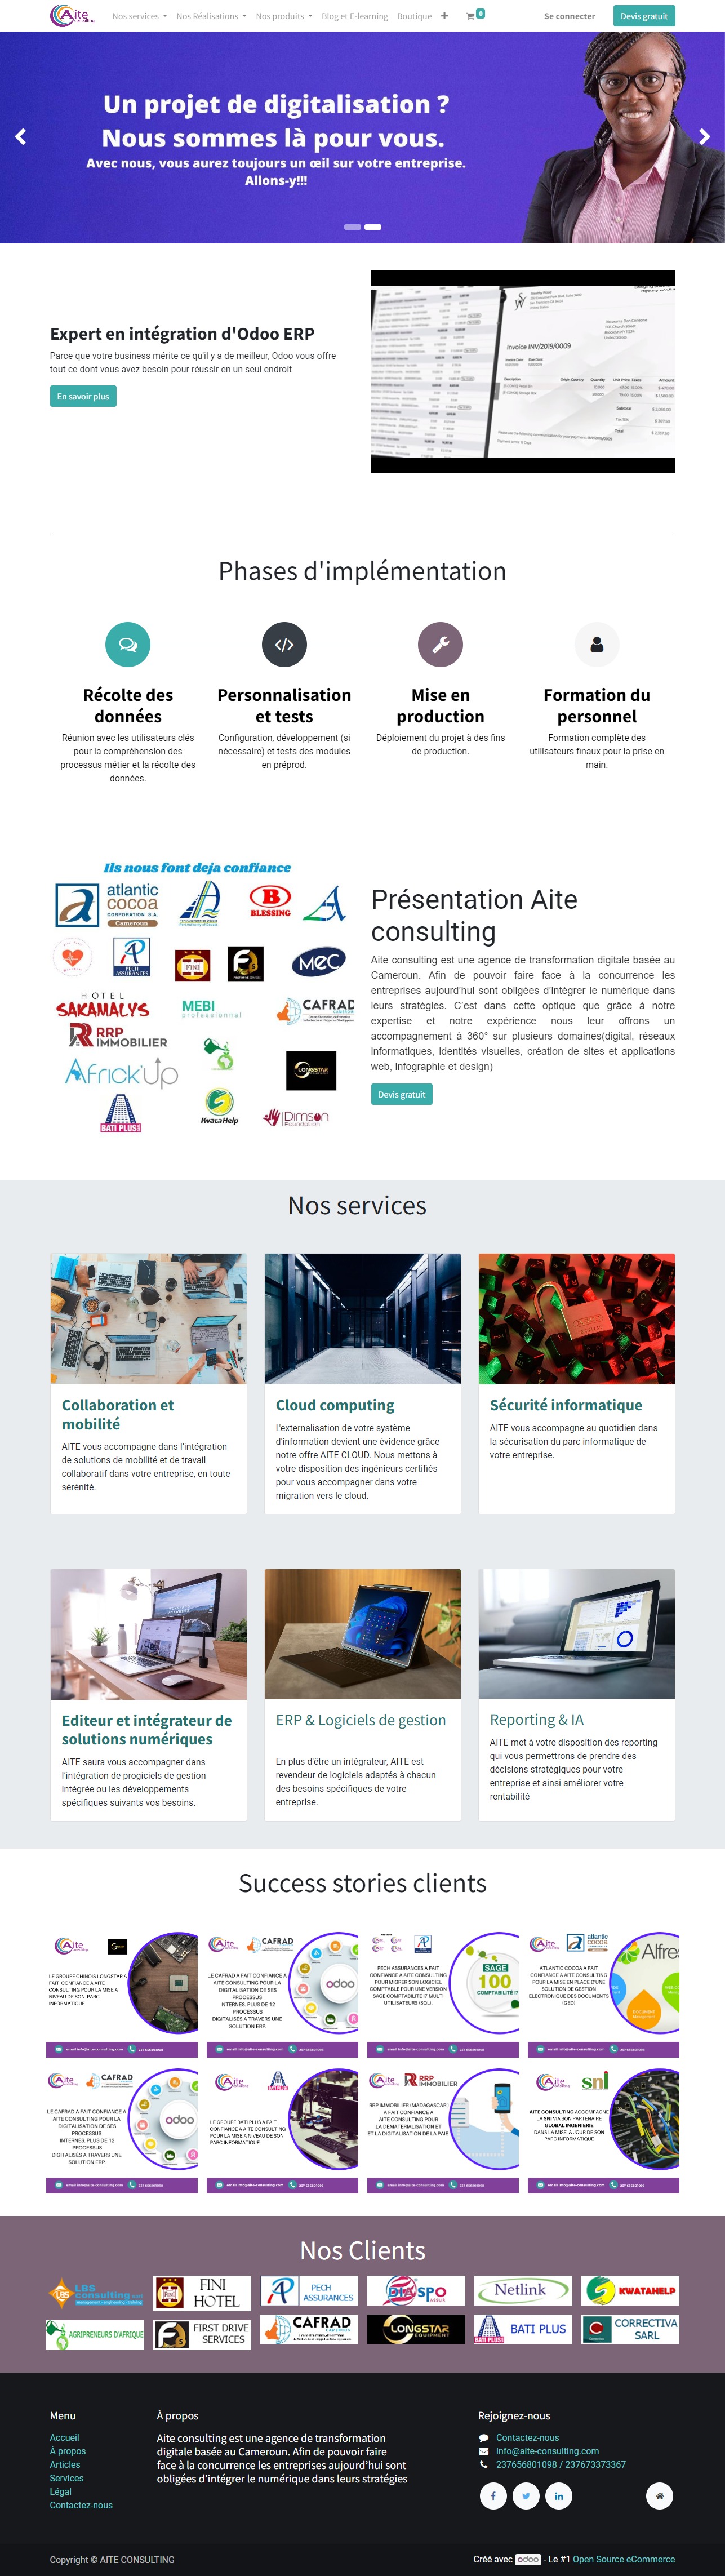 Aite consulting
Nos services
Nos Réalisations
Nos produits
Blog et E-learning
Boutique
0
Se connecter
Devis gratuit
Un projet de digitalisation ?
Nous sommes là pour vous.
Avec nous, vous aurez toujours un œil sur votre entreprise.
Allons-y!!!
Expert en intégration d'Odoo ERP
Parce que votre business mérite ce qu'il y a de meilleur, Odoo vous offre
tout ce dont vous avez besoin pour réussir en un seul endroit
En savoir plus
Invoice INV/2019/0009
Phases d'implémentation
Récolte des
données
Réunion avec les utilisateurs clés
pour la compréhension des
processus métier et la récolte des
données.
Personnalisation
et tests
Configuration, développement (si
nécessaire) et tests des modules
en préprod.
Mise en
production
Déploiement du projet à des fins
de production.
Formation du
personnel
Formation complète des
utilisateurs finaux pour la prise en
main.
Ils nous font deja confiance
atlantic
cocoa
CORPORATION S.A.
Cameroun
B
BLESSING
PECH
ASSURANCES
FINI
MEC
HOTEL
SAKAMALYS
MEBI
professionnal
CAFRAD
RRP
IMMOBILIER
Africk'Up
LONGSTAR
BATI PLUS
KwataHelp
Dimson
Foundation
Présentation Aite
consulting
Aite consulting est une agence de transformation digitale basée au
Cameroun. Afin de pouvoir faire face à la concurrence les
entreprises aujourd'hui sont obligées d'intégrer le numérique dans
leurs stratégies. C'est dans cette optique que grâce à notre
expertise et notre expérience nous leur offrons un
accompagnement à 360° sur plusieurs domaines(digital, réseaux
informatiques, identités visuelles, création de sites et applications
web, infographie et design)
Devis gratuit
Nos services
Collaboration et
mobilité
AITE vous accompagne dans l'intégration
de solutions de mobilité et de travail
collaboratif dans votre entreprise, en toute
sérénité.
Cloud computing
L'externalisation de votre système
d'information devient une évidence grâce
notre offre AITE CLOUD. Nous mettons à
votre disposition des ingénieurs certifiés
pour vous accompagner dans votre
migration vers le cloud.
Sécurité informatique
AITE vous accompagne au quotidien dans
la sécurisation du parc informatique de
votre entreprise.
Editeur et intégrateur de
solutions numériques
AITE saura vous accompagner dans
l'intégration de progiciels de gestion
intégrée ou les développements
spécifiques suivants vos besoins.
ERP & Logiciels de gestion
En plus d'être un intégrateur, AITE est
revendeur de logiciels adaptés à chacun
des besoins spécifiques de votre
entreprise.
Reporting & IA
AITE met à votre disposition des reporting
qui vous permettrons de prendre des
décisions stratégiques pour votre
entreprise et ainsi améliorer votre
rentabilité
Success stories clients
LE GROUPE CHINOIS LONGSTAR A
FAIT CONFIANCE A AITE
CONSULTING POUR LA MISE A
NIVEAU DE SON PARC
INFORMATIQUE
CAFRAD
LE CAFRAD A FAIT CONFIANCE A
AITE CONSULTING POUR LA
DIGITALISATION DE SES
PROCESSUS
INTERNES. PLUS DE 12
PROCESSUS
DIGITALISES A TRAVERS UNE
SOLUTION ERP.
odoo
PECH ASSURANCES A FAIT
CONFIANCE A AITE CONSULTING
POUR MIGRER SON LOGICIEL
COMPTABLE POUR UNE VERSION
SAGE COMPTABILITE I7 MULTI
UTILISATEURS (SQL).
SAGE
100
COMPTABILITE I7
atlantic
cocoa
ATLANTIC COCOA A FAIT
CONFIANCE A AITE CONSULTING
POUR LA MISE EN PLACE D'UNE
SOLUTION DE GESTION
ELECTRONIQUE DES DOCUMENTS
(GED)
Alfres
CAFRAD
LE CAFRAD A FAIT CONFIANCE A
AITE CONSULTING POUR LA
DIGITALISATION DE SES
PROCESSUS
INTERNES. PLUS DE 12
PROCESSUS
DIGITALISES A TRAVERS UNE
SOLUTION ERP.
odoo
LE GROUPE BATI PLUS A FAIT
CONFIANCE A AITE CONSULTING
POUR LA MISE A NIVEAU DE SON
PARC INFORMATIQUE
RRP
IMMOBILIER
RRP IMMOBILIER (MADAGASCAR)
A FAIT CONFIANCE A
AITE CONSULTING POUR
LA DEMATERIALISATION ET
ET LA DIGITALISATION DE LA PAIE
sni
AITE CONSULTING ACCOMPAGNE
LA SNI VIA SON PARTENAIRE
GLOBAL INGENIERIE
DANS LA MISE A JOUR DE SON
PARC INFORMATIQUE
Nos Clients
LBS
consulting
FINI
HOTEL
PECH
ASSURANCES
DIASPO
Netlink
KWATAHELP
AGRIPRENEURS D'AFRIQUE
FIRST DRIVE
SERVICES
CAFRAD
LONGSTAR
EQUIPMENT
BATI PLUS
CORRECTIVA
SARL
Menu
Accueil
À propos
Articles
Services
Légal
Contactez-nous
À propos
Aite consulting est une agence de transformation
digitale basée au Cameroun. Afin de pouvoir faire
face à la concurrence les entreprises aujourd'hui sont
obligées d'intégrer le numérique dans leurs stratégies
Rejoignez-nous
Contactez-nous
info@aite-consulting.com
237656801098 / 237673373367
Copyright © AITE CONSULTING
Créé avec odoo - Le #1 Open Source eCommerce